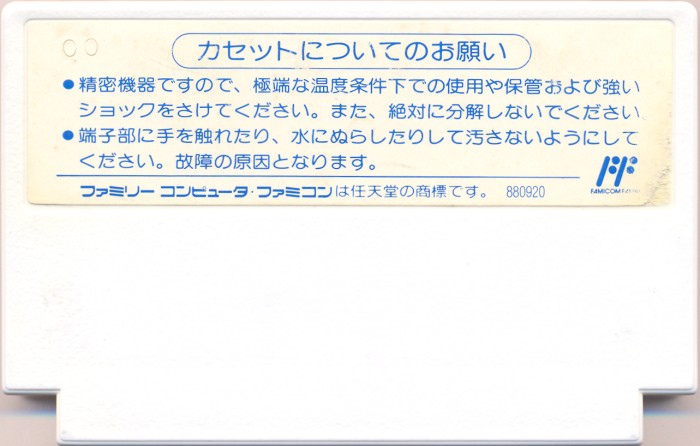 カセットについてのお願い
●精密機器ですので、極端な温度条件下での使用や保管および強い
ショックをさけてください。また、絶対に分解しないでください
●端子部に手を触れたり、水にぬらしたりして汚さないようにして
ください。故障の原因となります。
FAMICOM FAMILY
ファミリー コンピュータ・ファミコンは任天堂の商標です。 880920